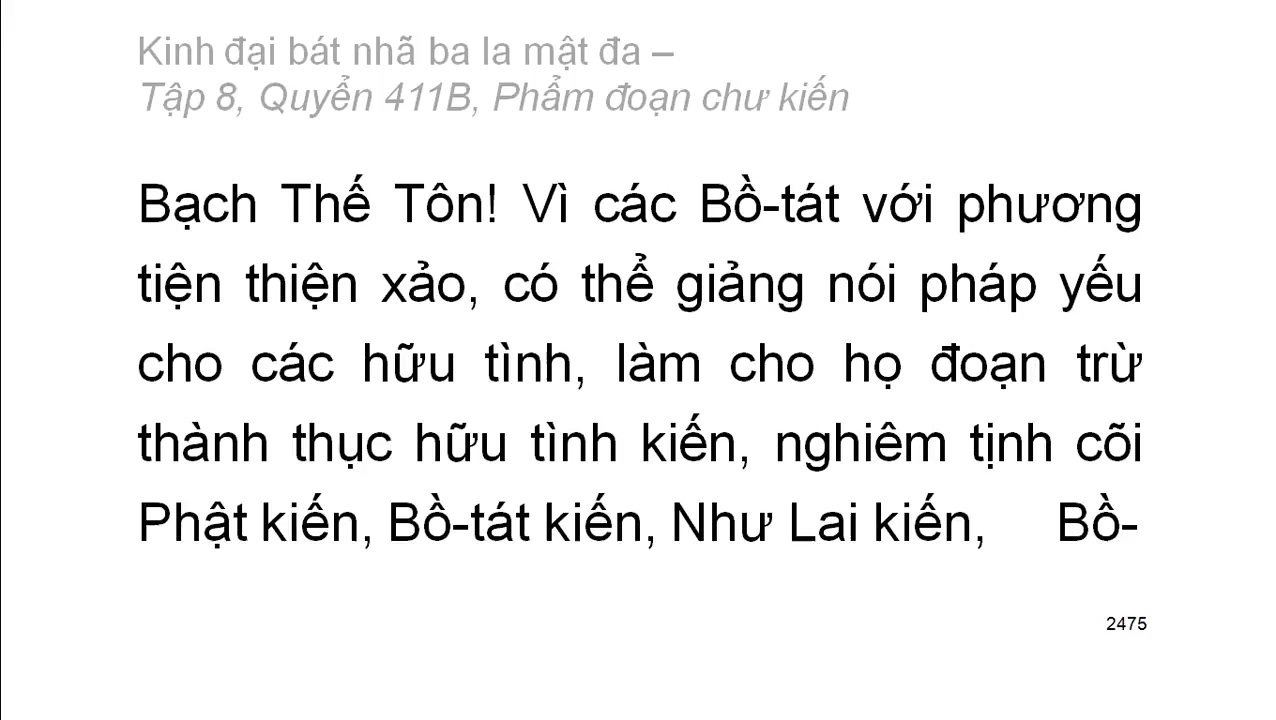 Kinh đại bát nhã ba la mật đa –
Tập 8, Quyển 411B, Phẩm đoạn chư kiến
Bạch Thế Tôn! Vì các Bồ-tát với phương
tiện thiện xảo, có thể giảng nói pháp yếu
cho các hữu tình, làm cho họ đoạn trừ
thành thục hữu tình kiến, nghiêm tịnh cõi
Phật kiến, Bồ-tát kiến, Như Lai kiến, Bồ-
2475